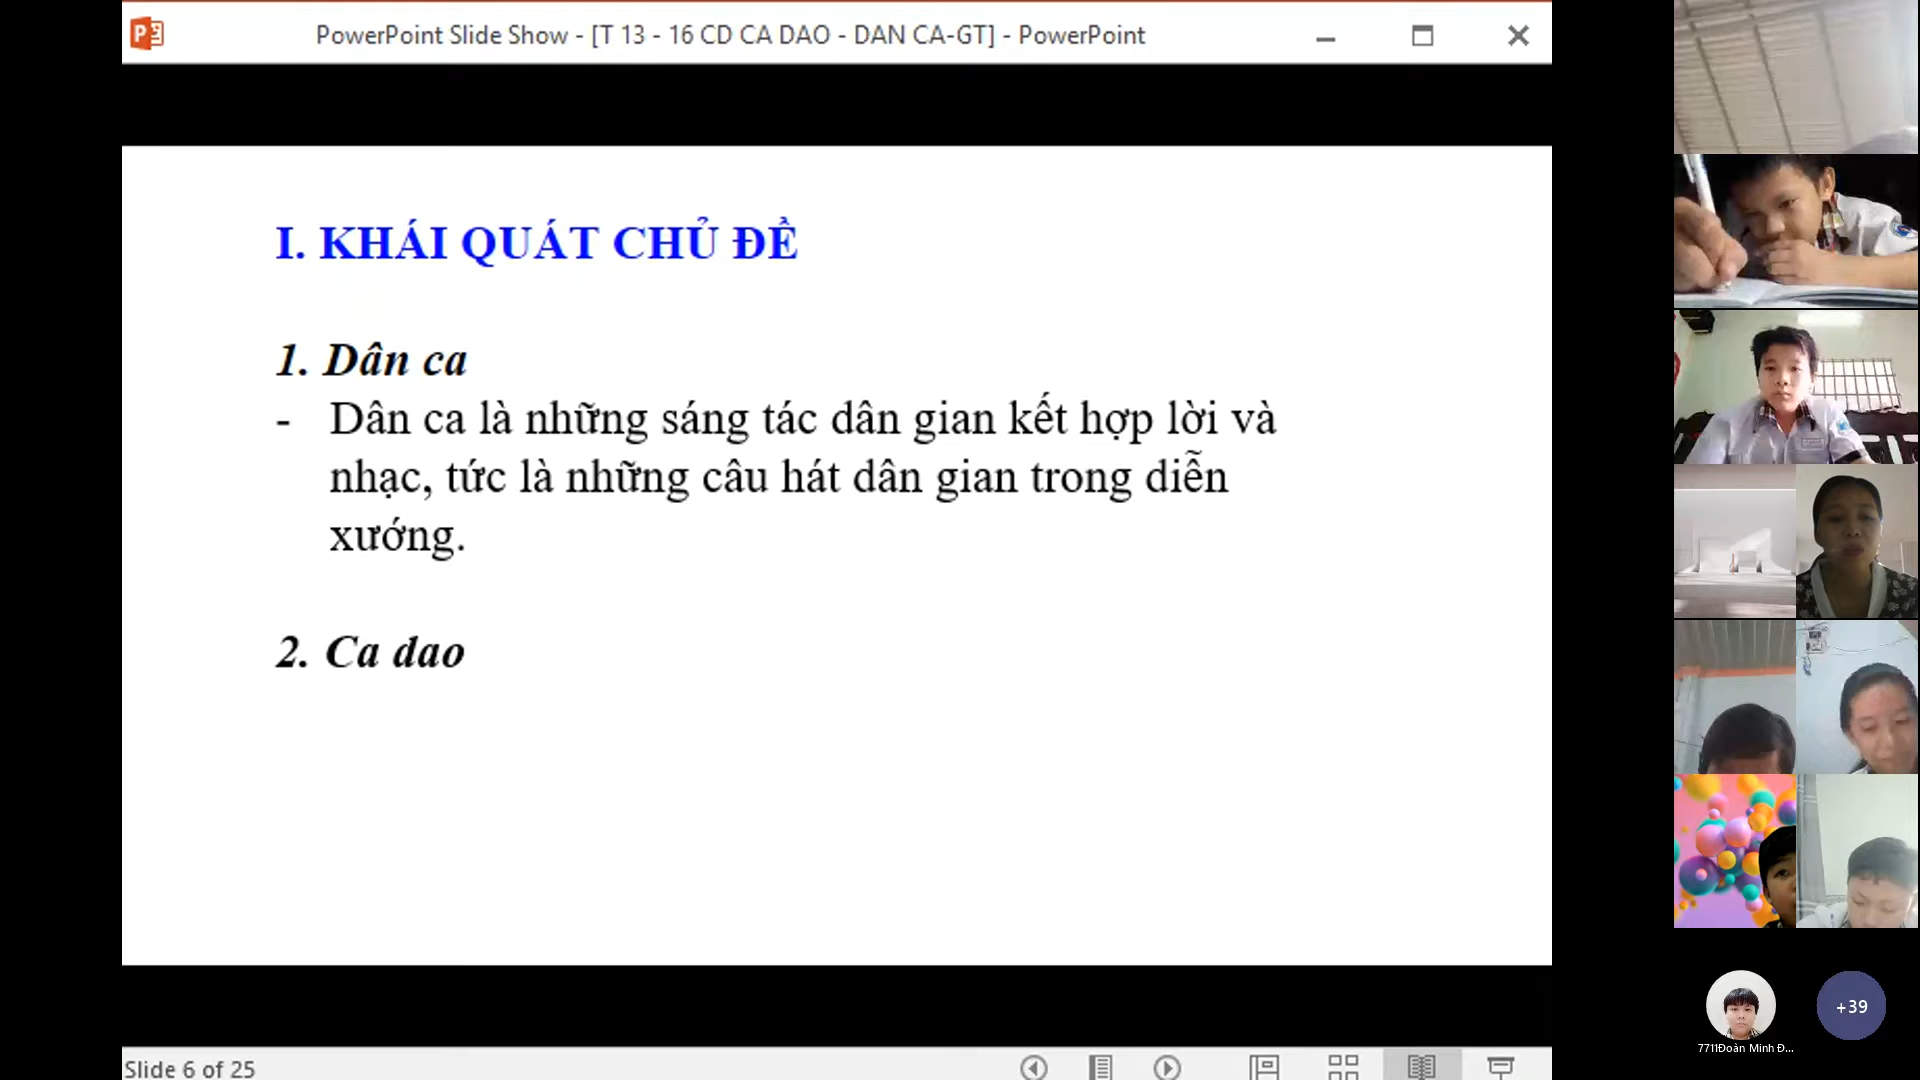 PowerPoint Slide Show - [T 13 - 16 CD CA DAO - DAN CA-GT] - PowerPoint
I. KHÁI QUÁT CHỦ ĐỀ
1. Dân ca
- Dân ca là những sáng tác dân gian kết hợp lời và
nhạc, tức là những câu hát dân gian trong diễn
xướng.
2. Ca dao
Slide 6 of 25
+39
7711Đoàn Minh Đ...